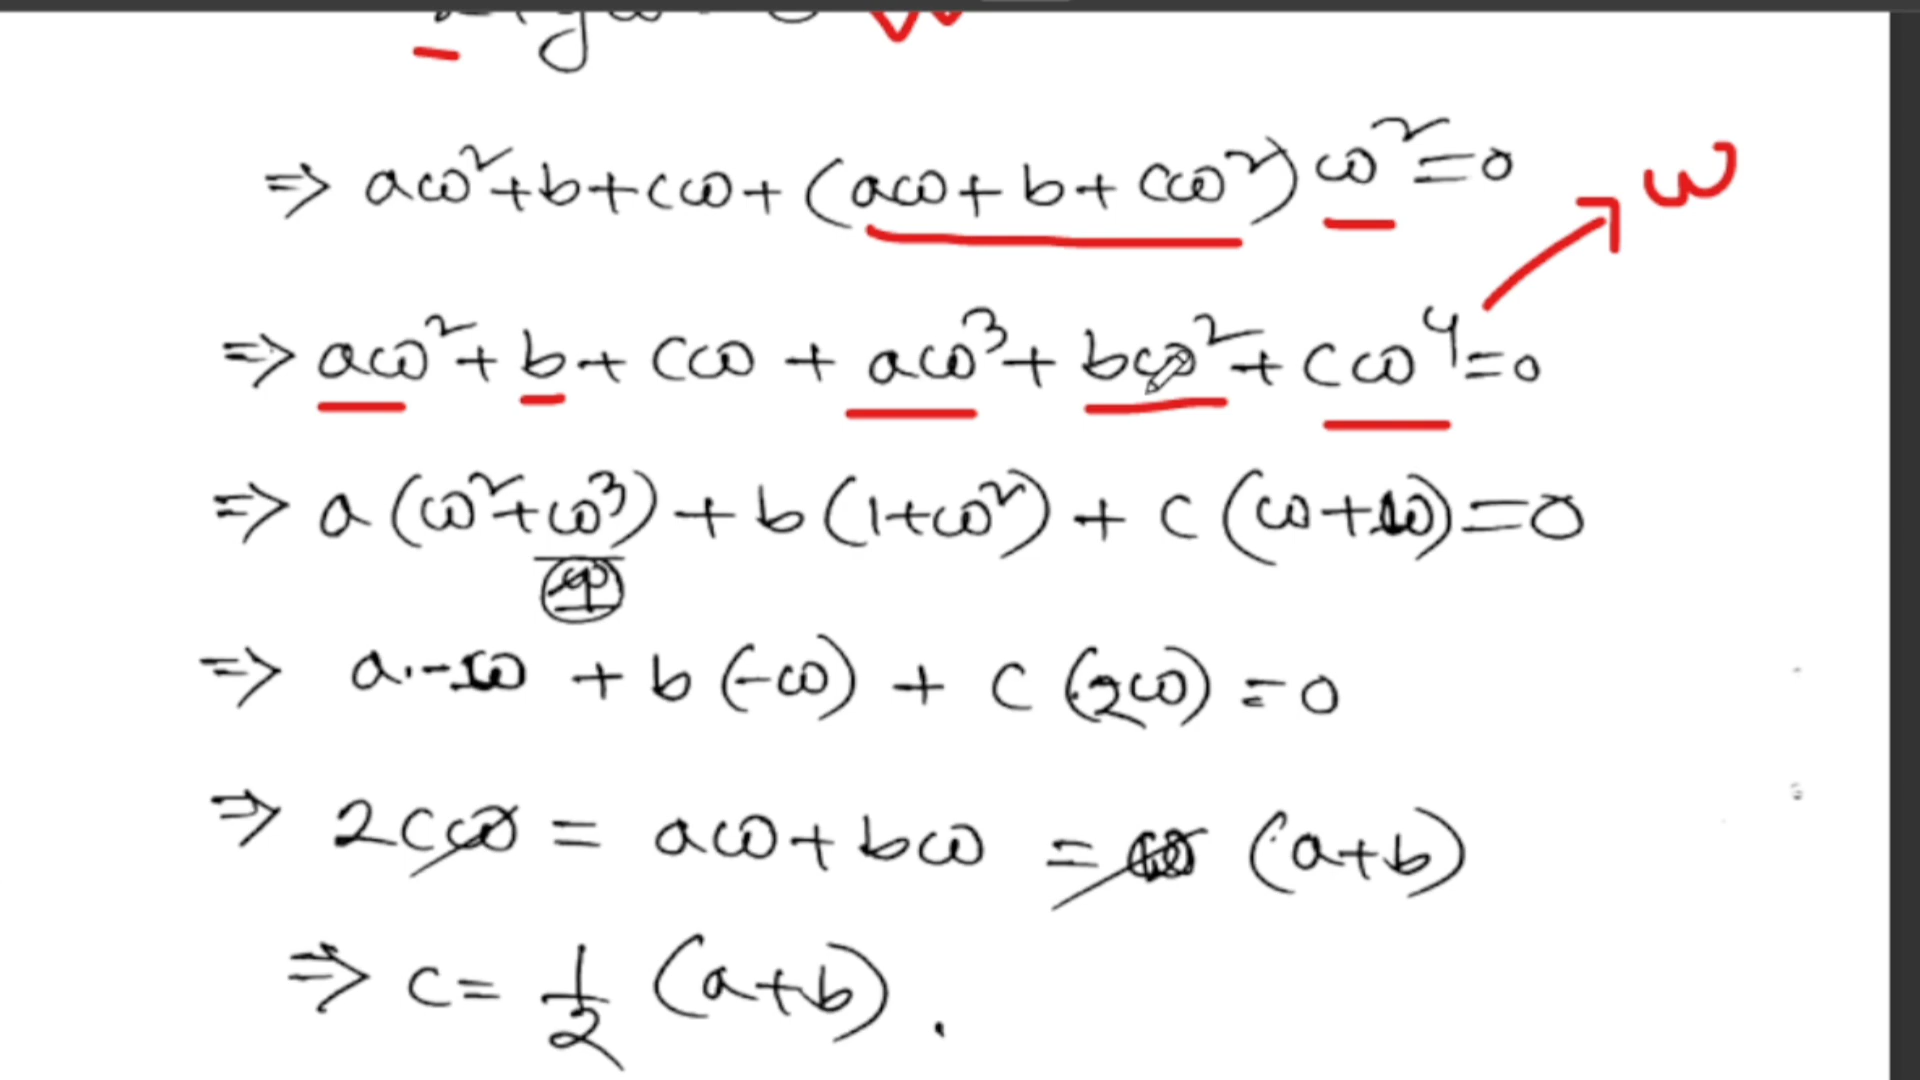 ⇒ aω²+b+cω+(aω+b+cω²)ω²=0
ω
⇒ aω²+b+cω+aω³+bω²+cω⁴=0
⇒ a(ω²+ω³)+b(1+ω²)+c(ω+ω)=0
⇒ a.-ω+b(-ω)+c(2ω)=0
⇒ 2cω=aω+bω=ω(a+b)
⇒ c=1/2(a+b).